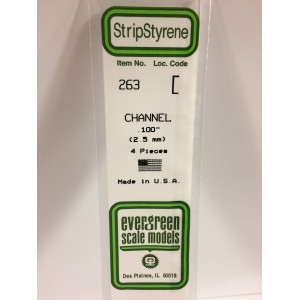 StripStyrene
Item No. Loc. Code
263
CHANNEL
.100"
(2.5 mm)
4 Pieces
Made in U.S.A.
evergreen
scale models
Des Plaines, IL 60018